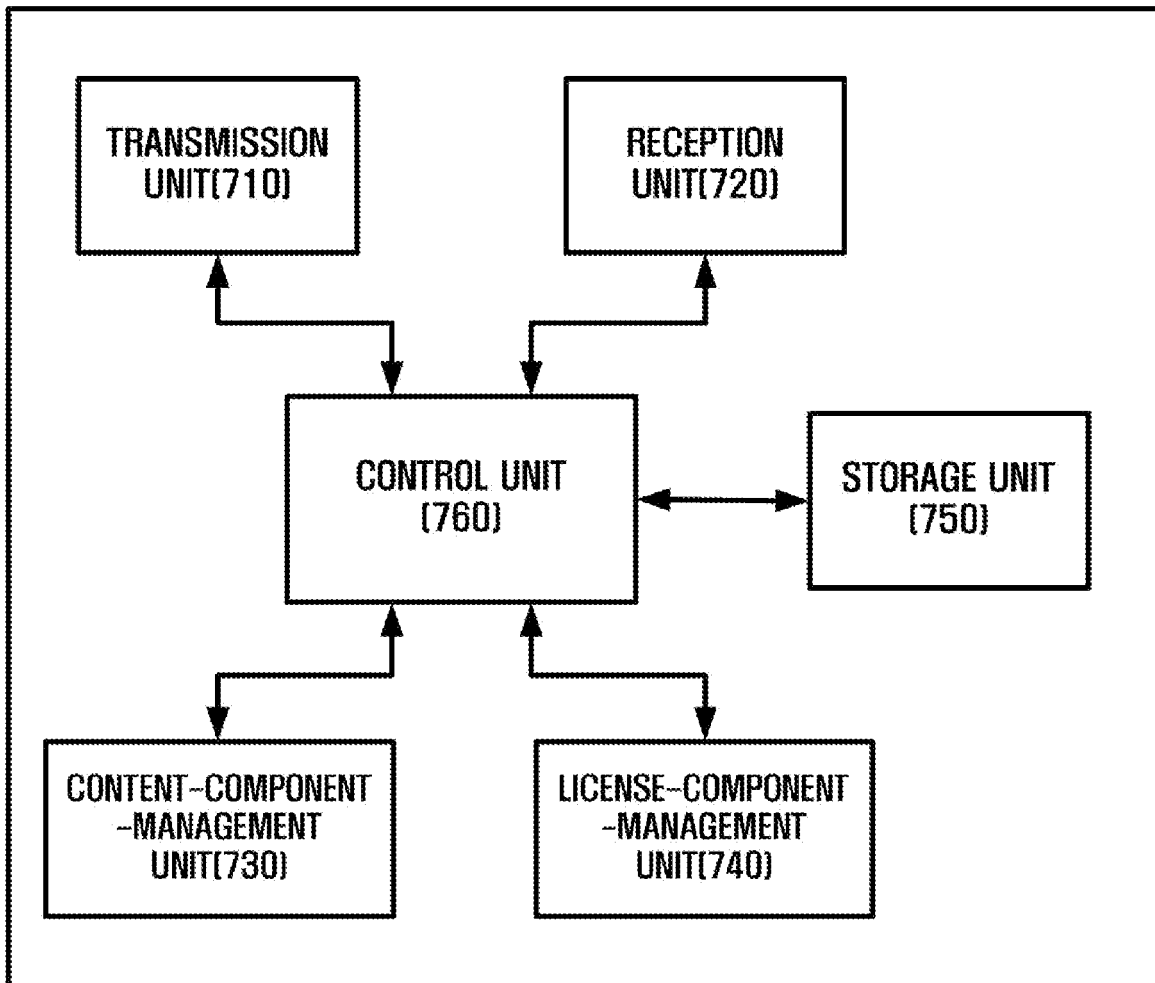 TRANSMISSION
UNIT(710)
RECEPTION
UNIT(720)
CONTROL UNIT
(760)
STORAGE UNIT
(750)
CONTENT-COMPONENT
-MANAGEMENT
UNIT(730)
LICENSE-COMPONENT
-MANAGEMENT
UNIT(740)